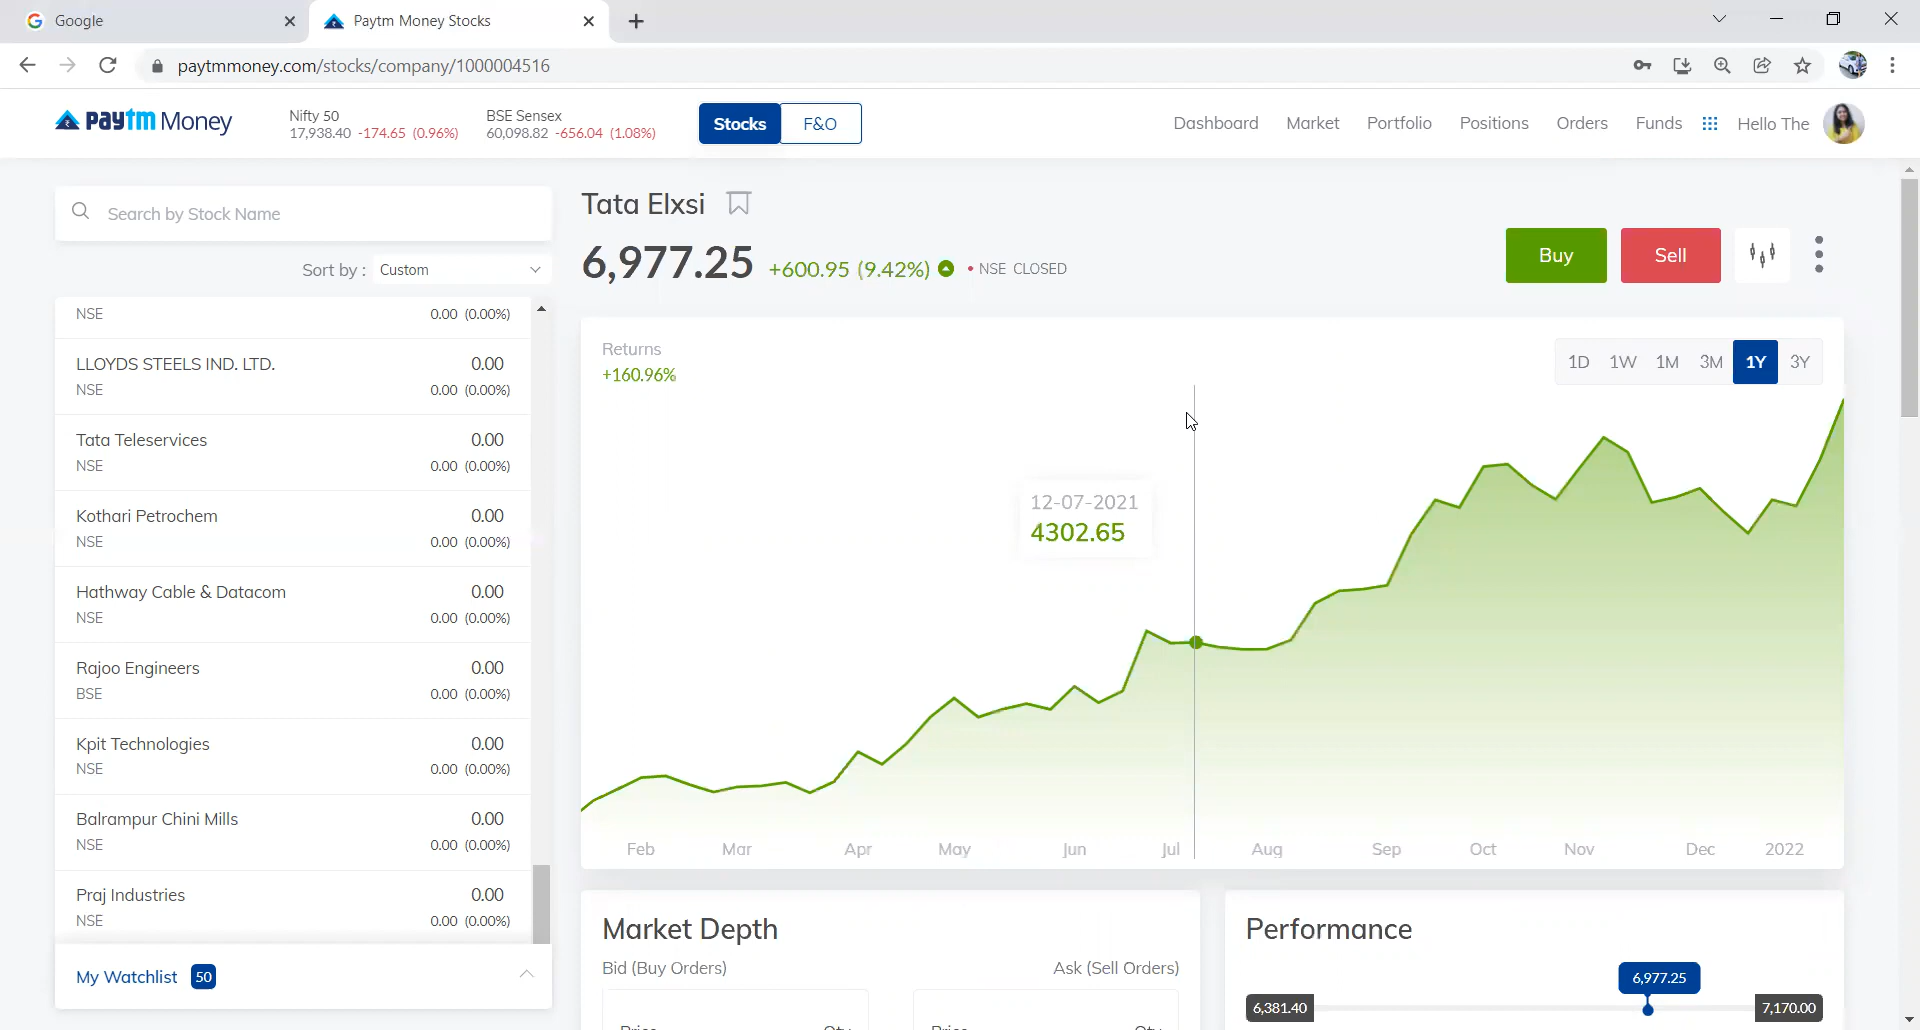 Google
Paytm Money Stocks
paytmmoney.com/stocks/company/1000004516
paytm Money
Nifty 50
17,938.40 -174.65 (0.96%)
BSE Sensex
60,098.82 -656.04 (1.08%)
Stocks
F&O
Dashboard
Market
Portfolio
Positions
Orders
Funds
Hello The
Search by Stock Name
Sort by :
Custom
NSE
0.00 (0.00%)
LLOYDS STEELS IND. LTD.
0.00
NSE
0.00 (0.00%)
Tata Teleservices
0.00
NSE
0.00 (0.00%)
Kothari Petrochem
0.00
NSE
0.00 (0.00%)
Hathway Cable & Datacom
0.00
NSE
0.00 (0.00%)
Rajoo Engineers
0.00
BSE
0.00 (0.00%)
Kpit Technologies
0.00
NSE
0.00 (0.00%)
Balrampur Chini Mills
0.00
NSE
0.00 (0.00%)
Praj Industries
0.00
NSE
0.00 (0.00%)
My Watchlist
50
Tata Elxsi
6,977.25
+600.95 (9.42%)
• NSE CLOSED
Buy
Sell
Returns
+160.96%
1D
1W
1M
3M
1Y
3Y
12-07-2021
4302.65
Feb
Mar
Apr
May
Jun
Jul
Aug
Sep
Oct
Nov
Dec
2022
Market Depth
Bid (Buy Orders)
Ask (Sell Orders)
Price
Qty
Price
Qty
Performance
6,977.25
6,381.40
7,170.00